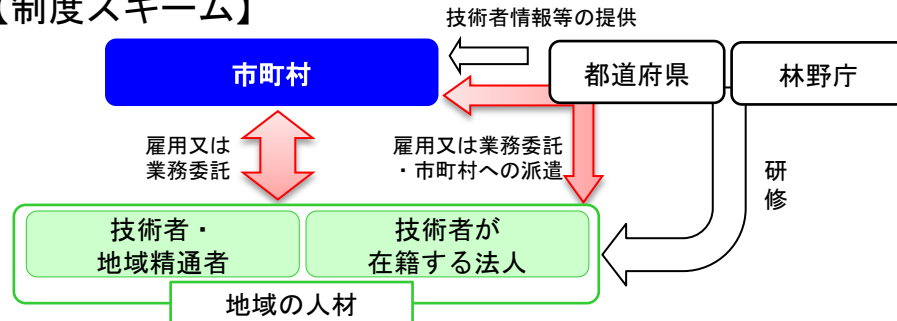 【制度スキーム】
技術者情報等の提供
市町村
都道府県
林野庁
雇用又は
業務委託
雇用又は業務委託
・市町村への派遣
研
修
技術者・
地域精通者
技術者が
在籍する法人
地域の人材